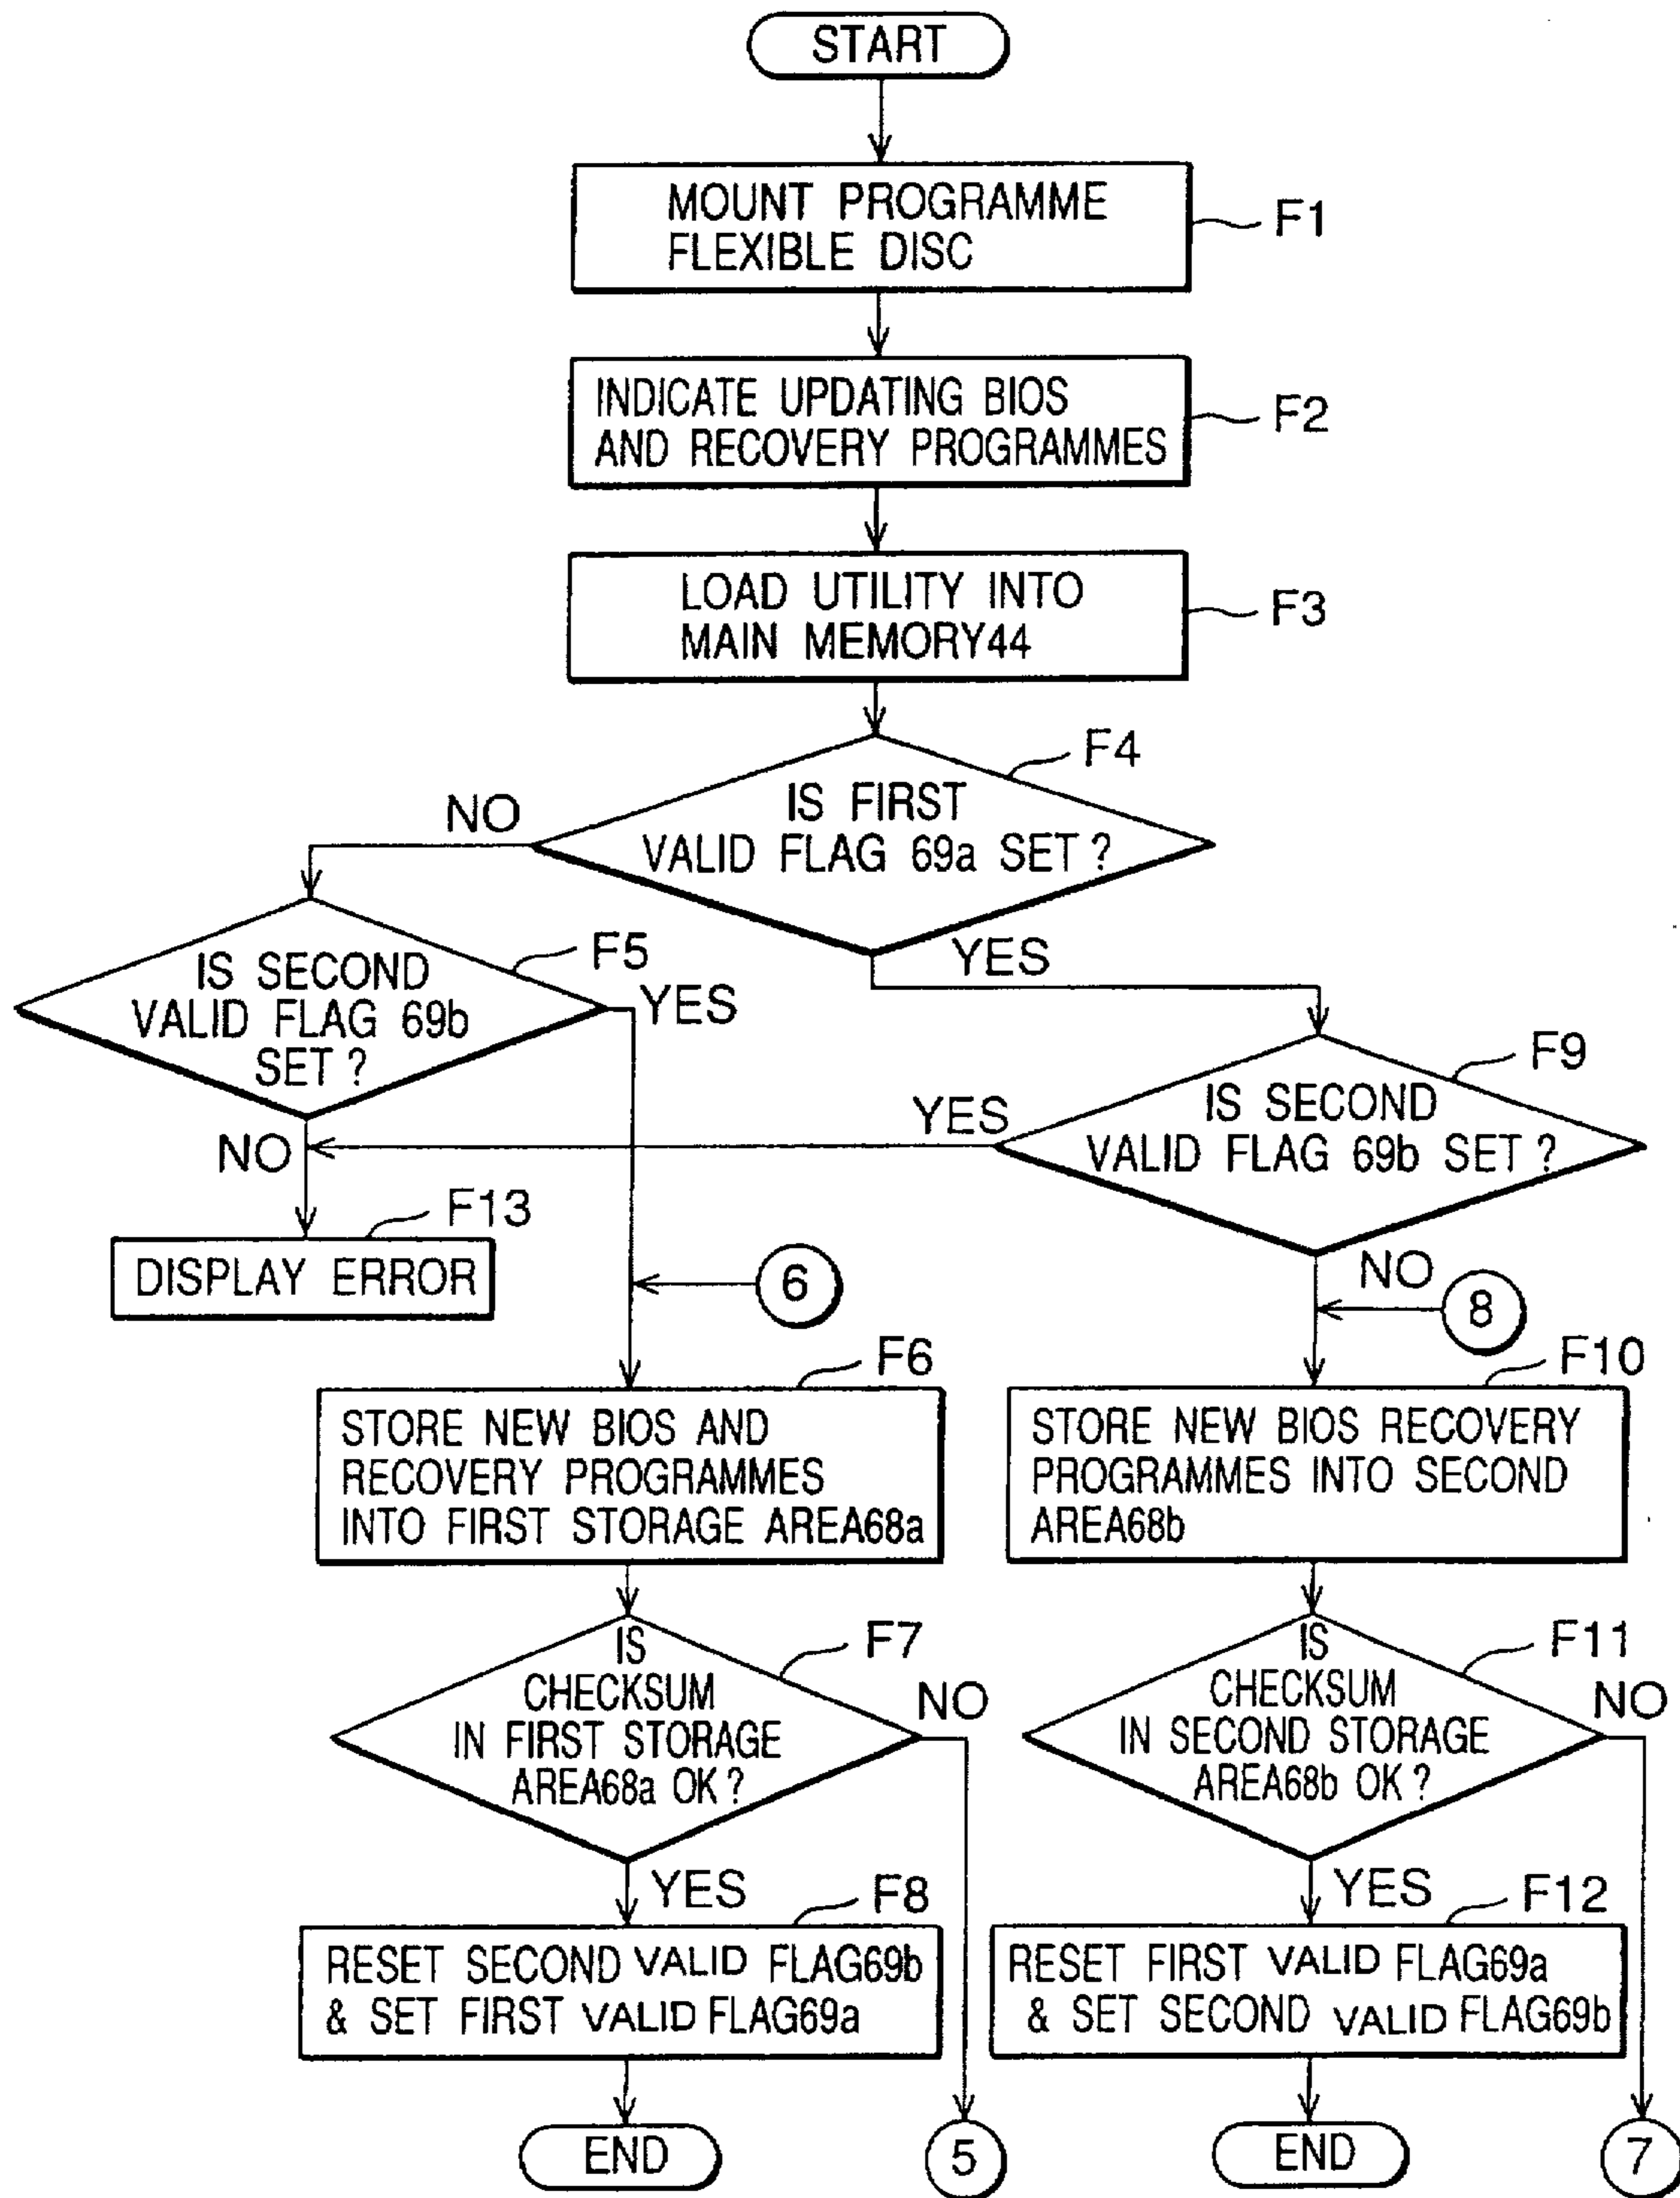 START
MOUNT PROGRAMME
FLEXIBLE DISC
F1
INDICATE UPDATING BIOS
AND RECOVERY PROGRAMMES
F2
LOAD UTILITY INTO
MAIN MEMORY44
F3
F4
IS FIRST
VALID FLAG 69a SET?
NO
YES
F5
IS SECOND
VALID FLAG 69b
SET?
YES
NO
F9
IS SECOND
VALID FLAG 69b SET?
YES
NO
F13
DISPLAY ERROR
6
8
F6
STORE NEW BIOS AND
RECOVERY PROGRAMMES
INTO FIRST STORAGE AREA68a
F10
STORE NEW BIOS RECOVERY
PROGRAMMES INTO SECOND
AREA68b
F7
IS
CHECKSUM
IN FIRST STORAGE
AREA68a OK?
NO
YES
F11
IS
CHECKSUM
IN SECOND STORAGE
AREA68b OK?
NO
YES
F8
RESET SECOND VALID FLAG69b
& SET FIRST VALID FLAG69a
F12
RESET FIRST VALID FLAG69a
& SET SECOND VALID FLAG69b
END
5
END
7